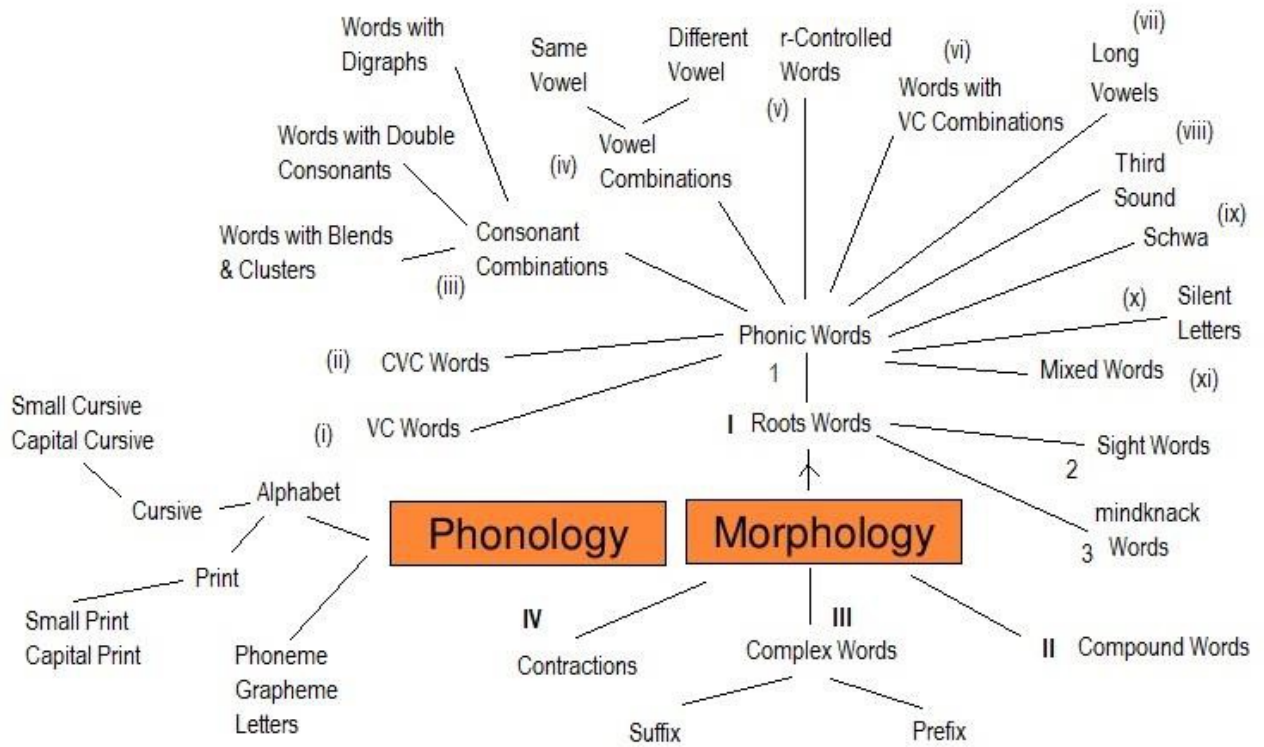 Words with
Digraphs
Same
Vowel
Different
Vowel
r-Controlled
Words
(v)
(vi)
Words with
VC Combinations
(vii)
Long
Vowels
Words with Double
Consonants
(iv)
Vowel
Combinations
(viii)
Third
Sound
Words with Blends
& Clusters
(iii)
Consonant
Combinations
(ix)
Schwa
(x)
Silent
Letters
Phonic Words
1
(ii)
CVC Words
Mixed Words
(xi)
Small Cursive
Capital Cursive
(i)
VC Words
I
Roots Words
Sight Words
2
Cursive
Alphabet
Phonology
Morphology
mindknack
Words
3
Print
Small Print
Capital Print
Phoneme
Grapheme
Letters
IV
Contractions
III
Complex Words
II
Compound Words
Suffix
Prefix